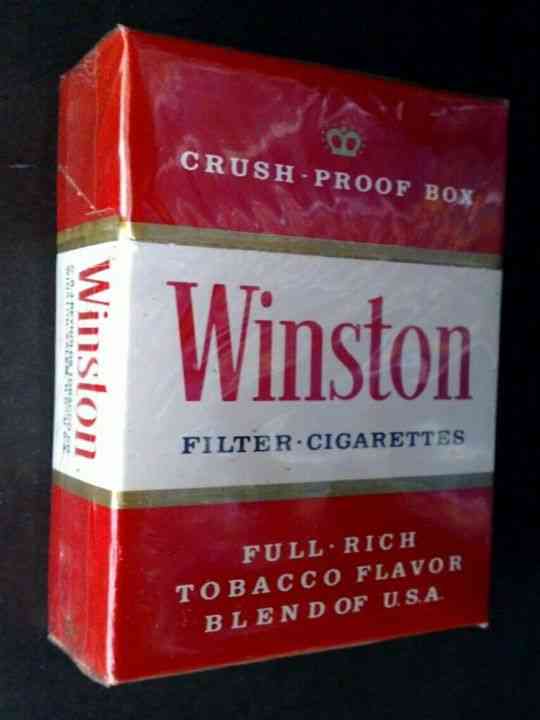 CRUSH-PROOF BOX
Winston
FILTER·CIGARETTES
FULL·RICH
TOBACCO FLAVOR
BLEND OF U.S.A.
Winston